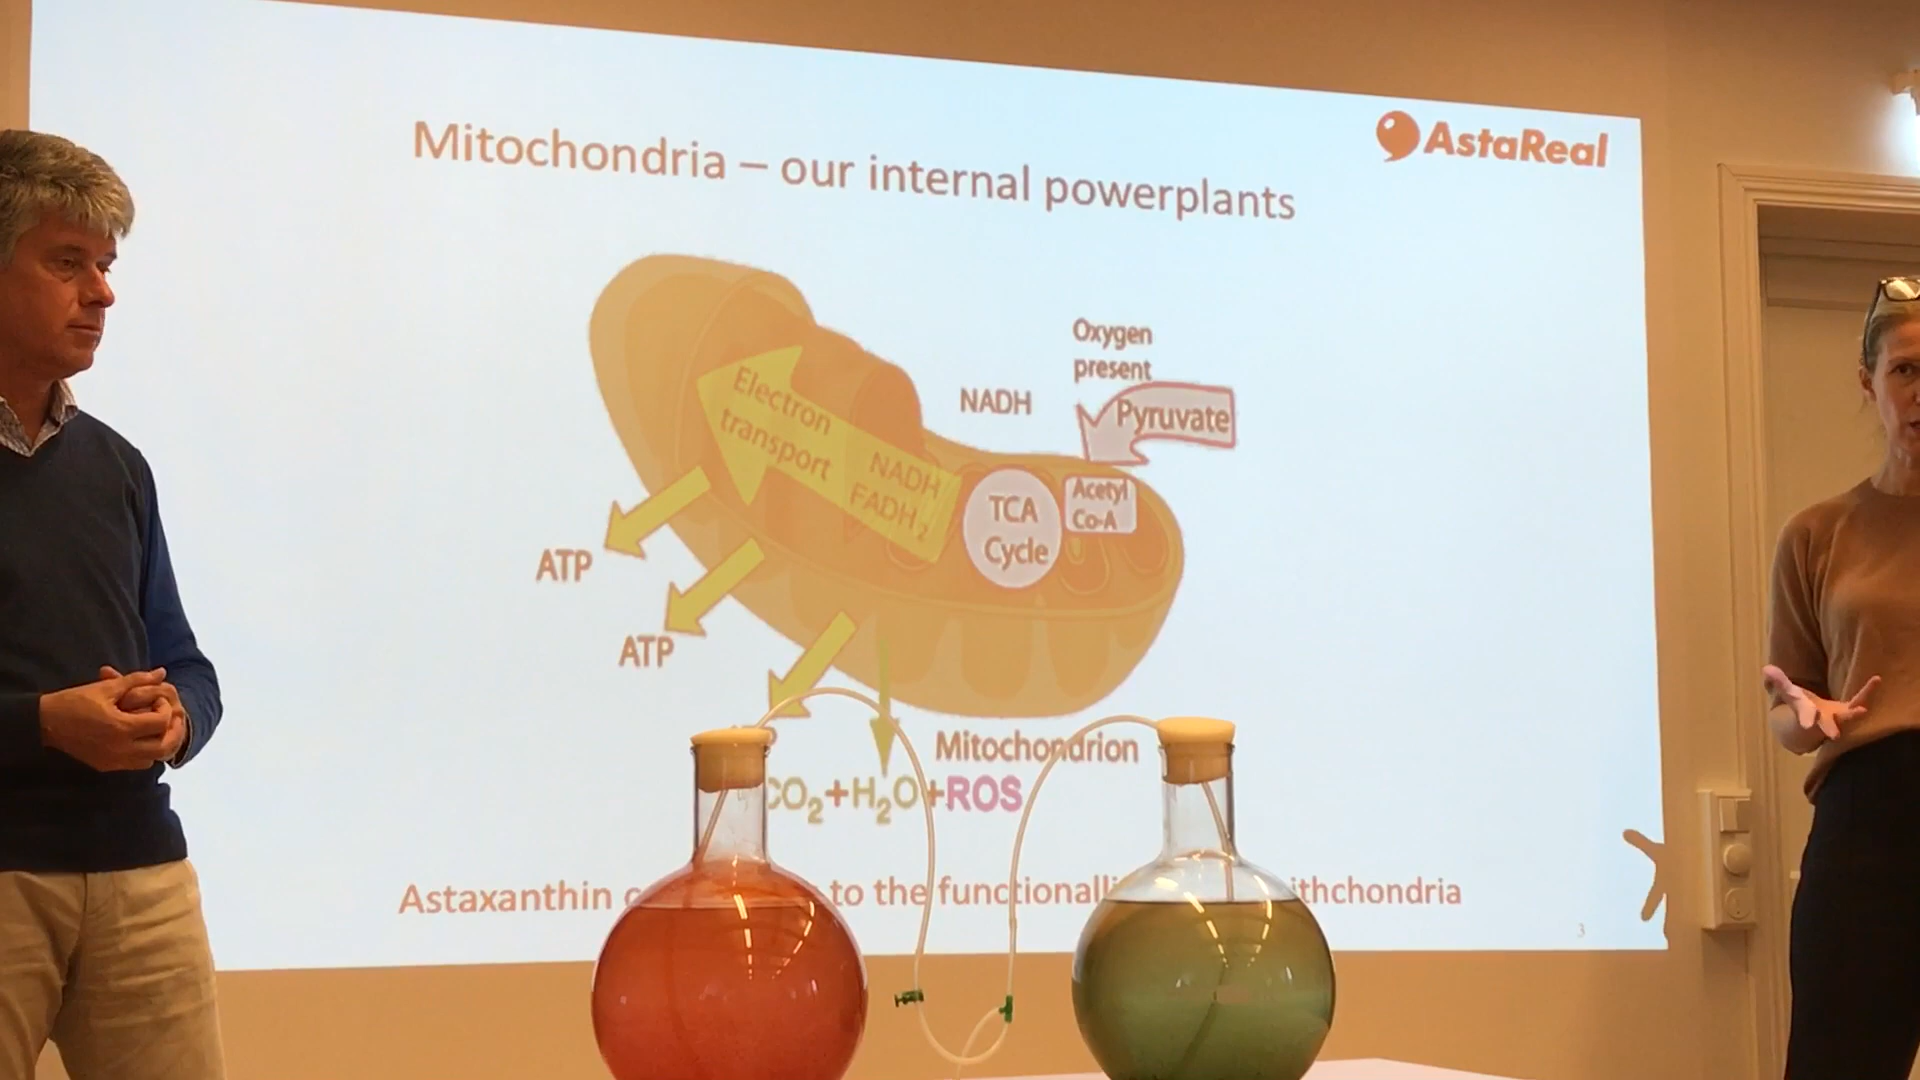 Mitochondria – our internal powerplants
AstaReal
Oxygen
present
NADH
Pyruvate
Electron
transport
NADH
FADH2
TCA
Cycle
Acetyl
Co-A
ATP
ATP
Mitochondrion
CO2+H2O+ROS
Astaxanthin to the functionalli ithchondria
3